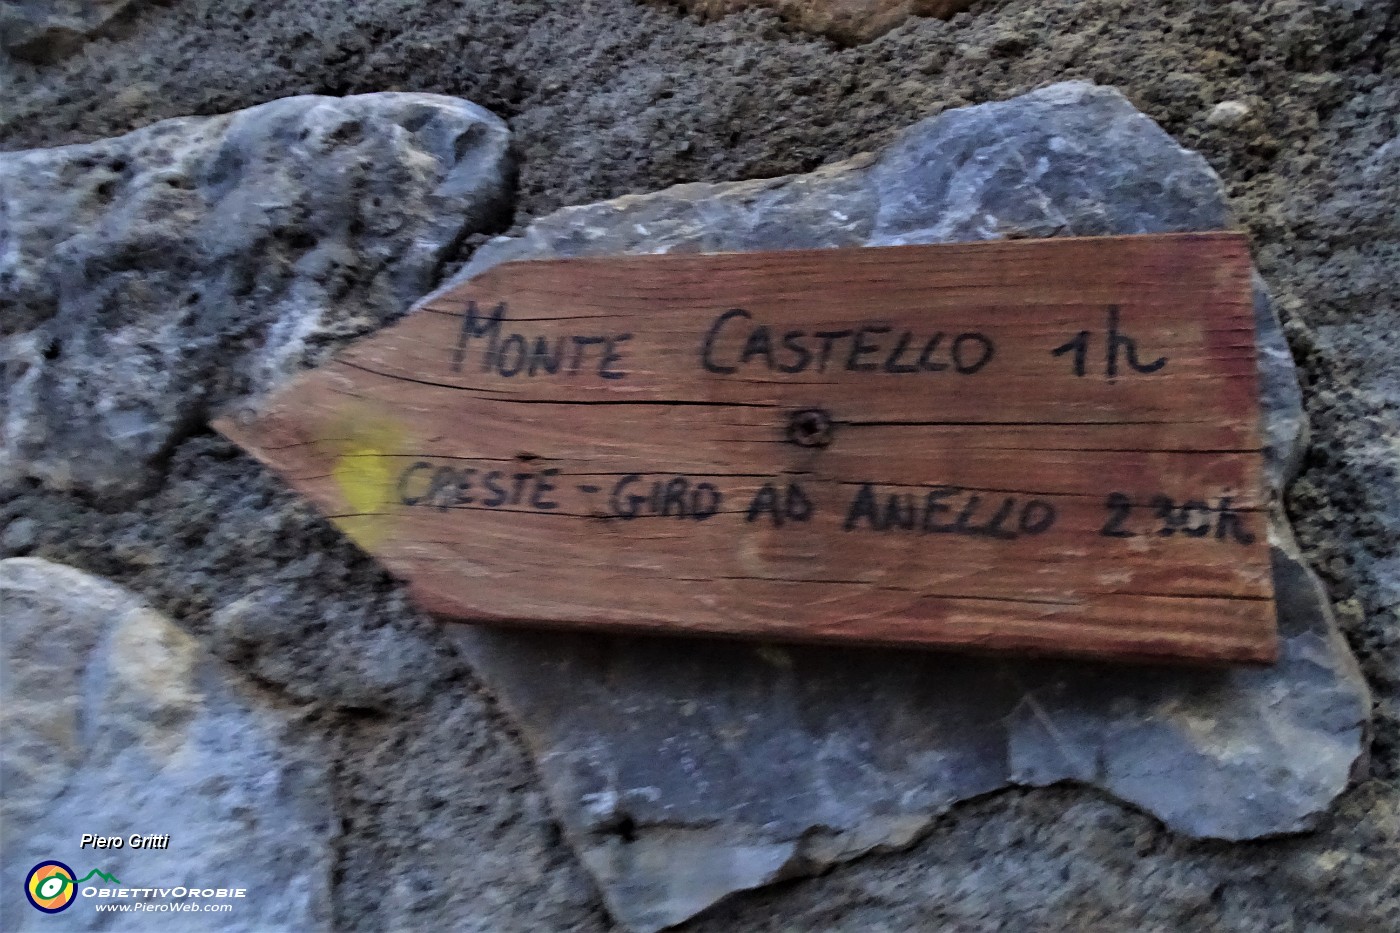 MONTE CASTELLO 1h
CRESTE - GIRO AD ANELLO 2.30h
Piero Gritti
OBIETTIVOROBIE
www.PieroWeb.com